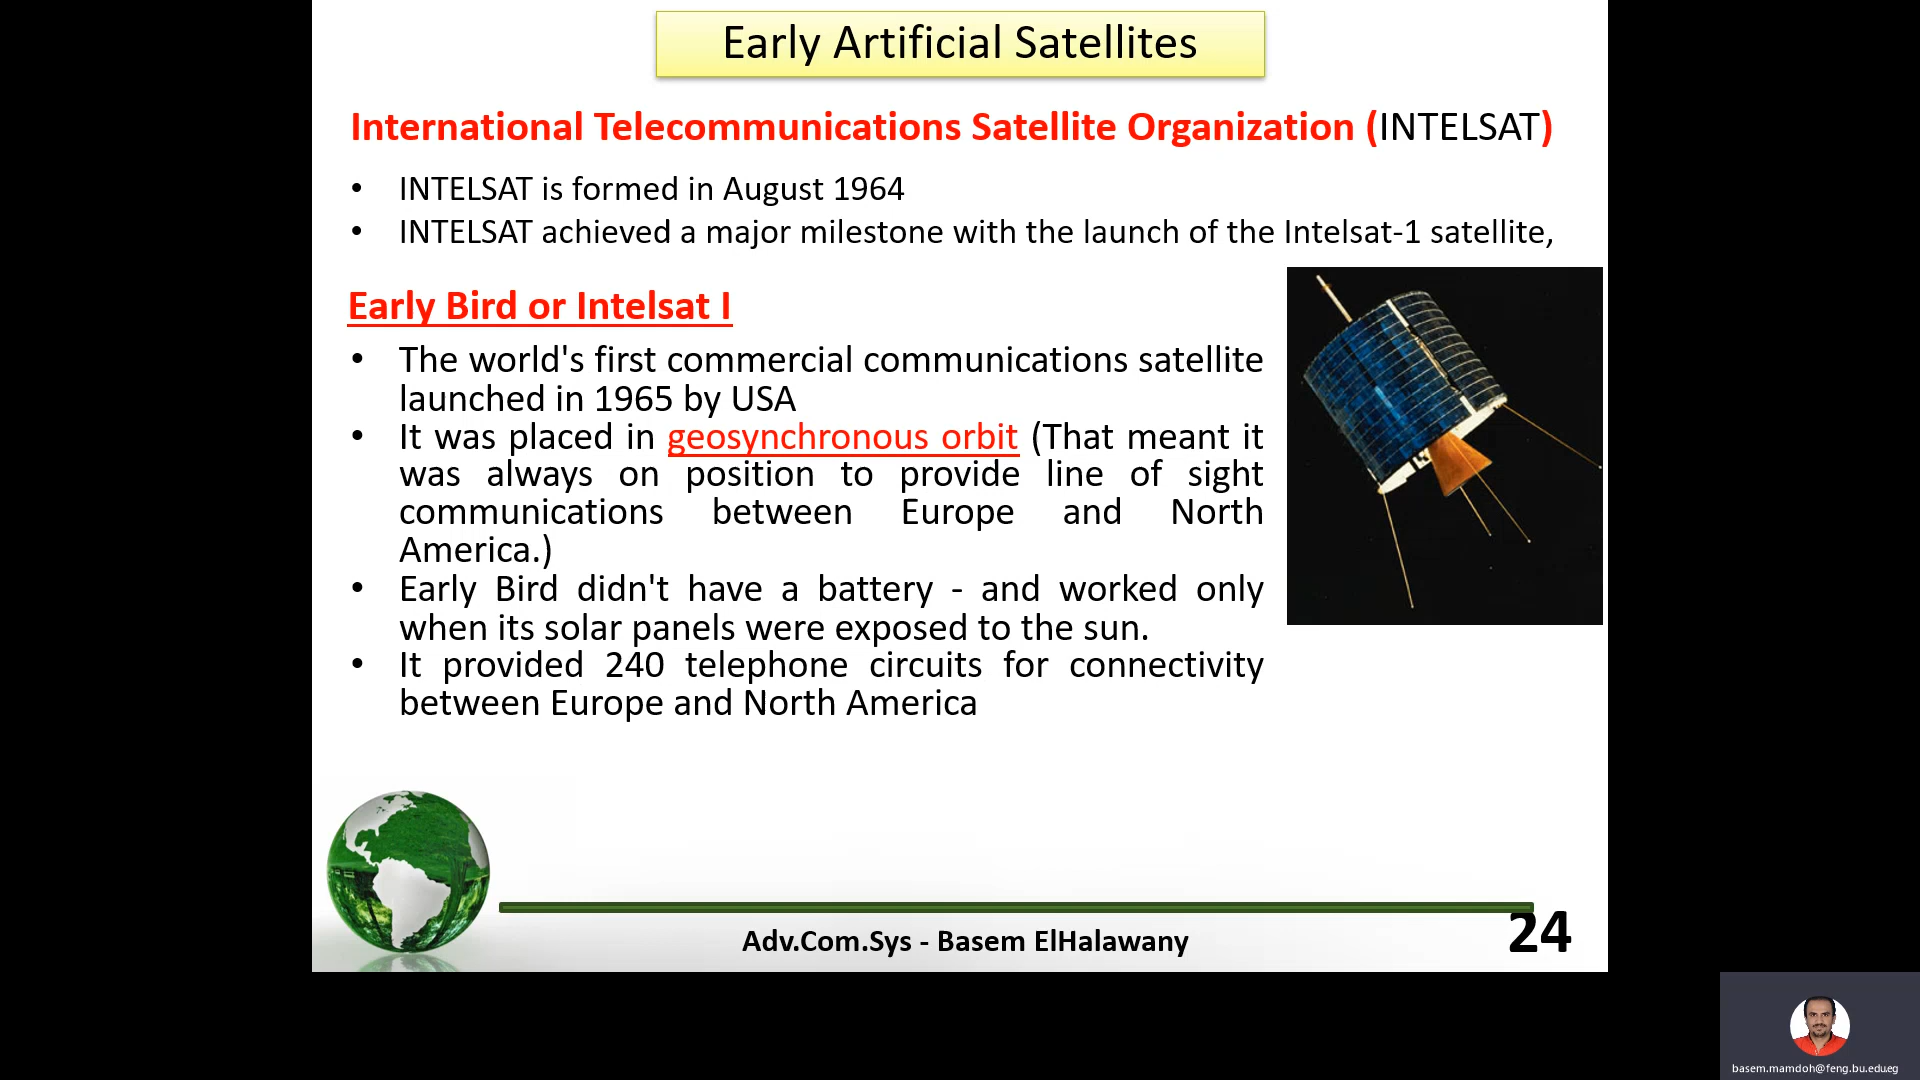 Early Artificial Satellites
International Telecommunications Satellite Organization (INTELSAT)
• INTELSAT is formed in August 1964
• INTELSAT achieved a major milestone with the launch of the Intelsat-1 satellite,
Early Bird or Intelsat I
• The world's first commercial communications satellite
launched in 1965 by USA
• It was placed in geosynchronous orbit (That meant it
was always on position to provide line of sight
communications between Europe and North
America.)
• Early Bird didn't have a battery - and worked only
when its solar panels were exposed to the sun.
• It provided 240 telephone circuits for connectivity
between Europe and North America
Adv.Com.Sys - Basem ElHalawany
24
basem.mamdoh@feng.bu.edu.eg